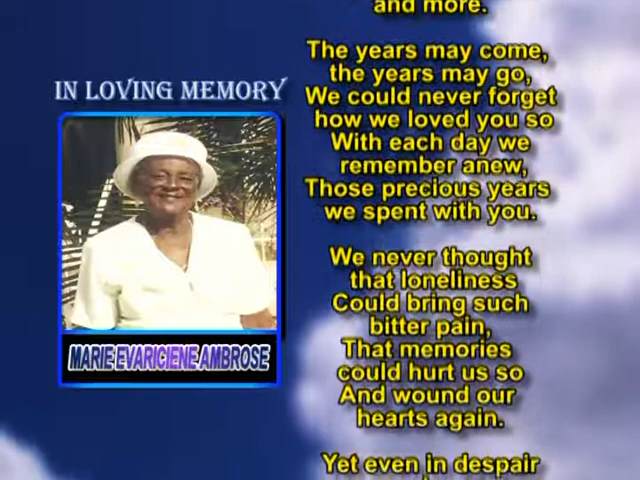 IN LOVING MEMORY
MARIE EVARICIENE AMBROSE
and more.
The years may come,
the years may go,
We could never forget
how we loved you so
With each day we
remember anew,
Those precious years
we spent with you.
We never thought
that loneliness
Could bring such
bitter pain,
That memories
could hurt us so
And wound our
hearts again.
Yet even in despair